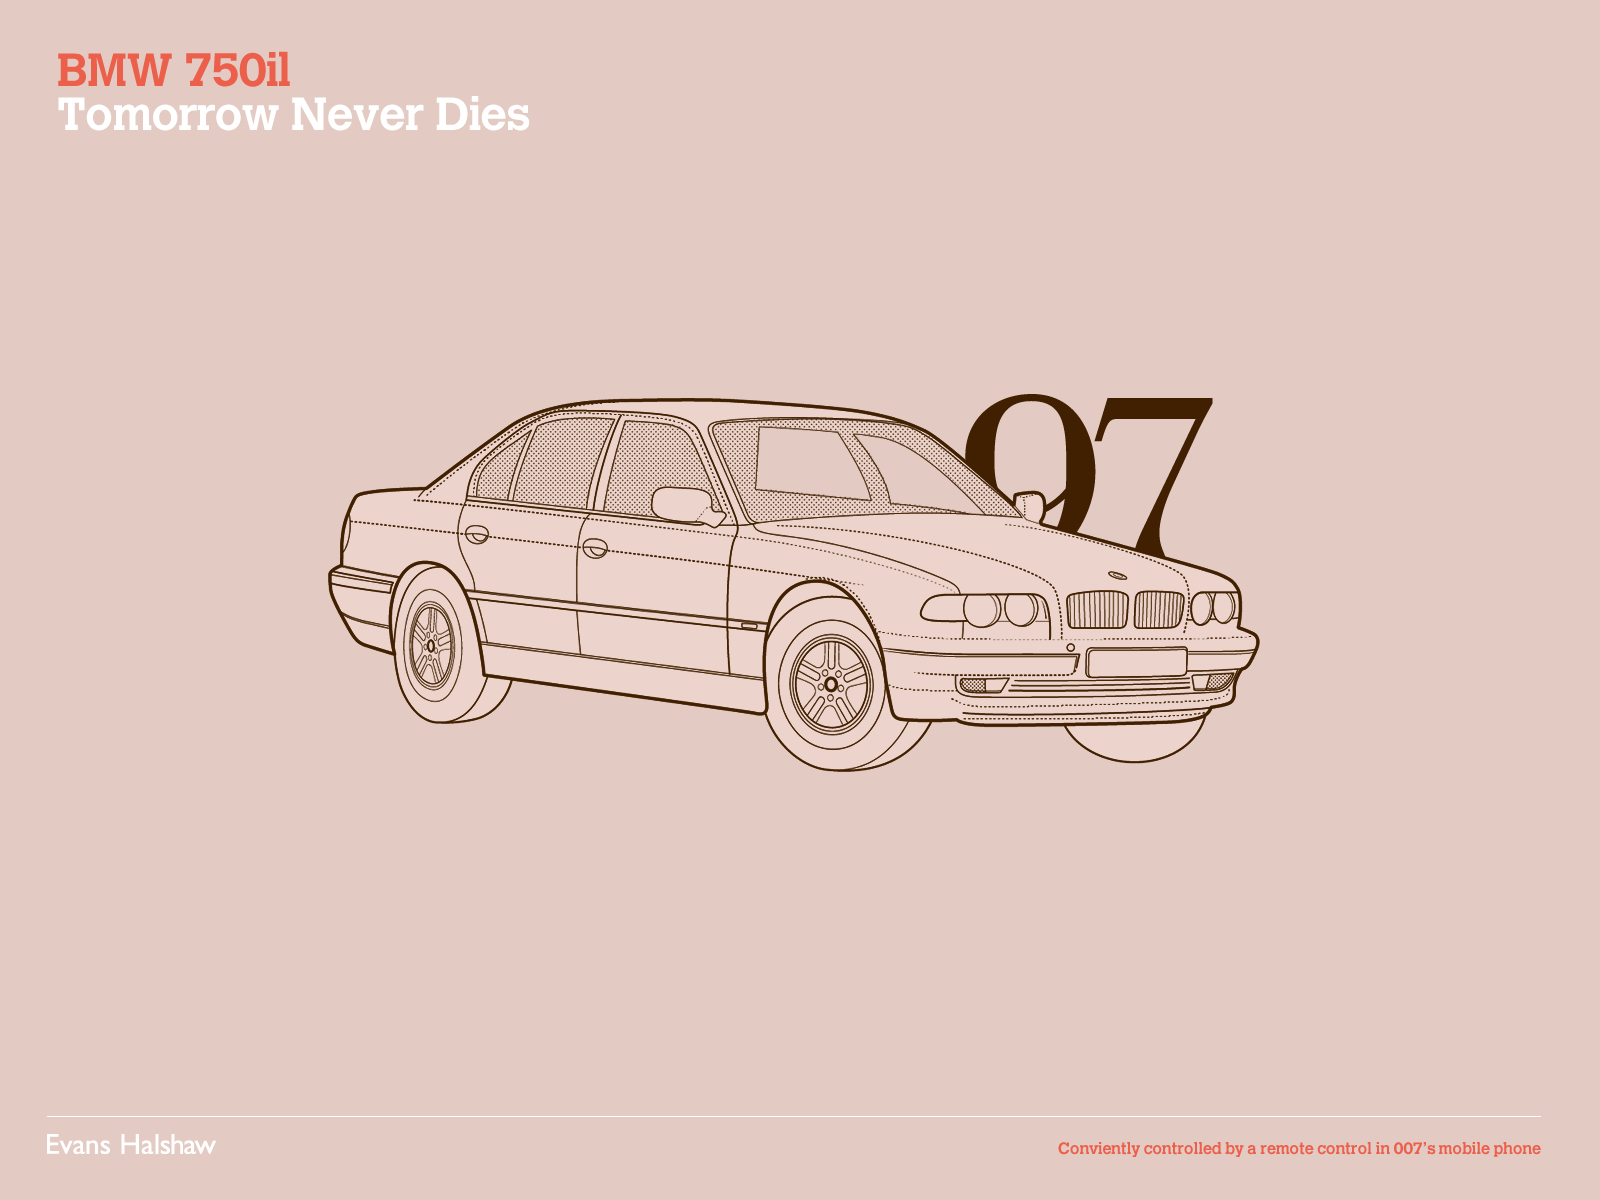 BMW 750il
Tomorrow Never Dies
97
Evans Halshaw
Conviently controlled by a remote control in 007's mobile phone